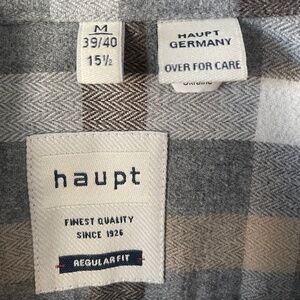 M
39/40
15½
HAUPT
GERMANY
OVER FOR CARE
haupt
FINEST QUALITY
SINCE 1926
REGULAR FIT